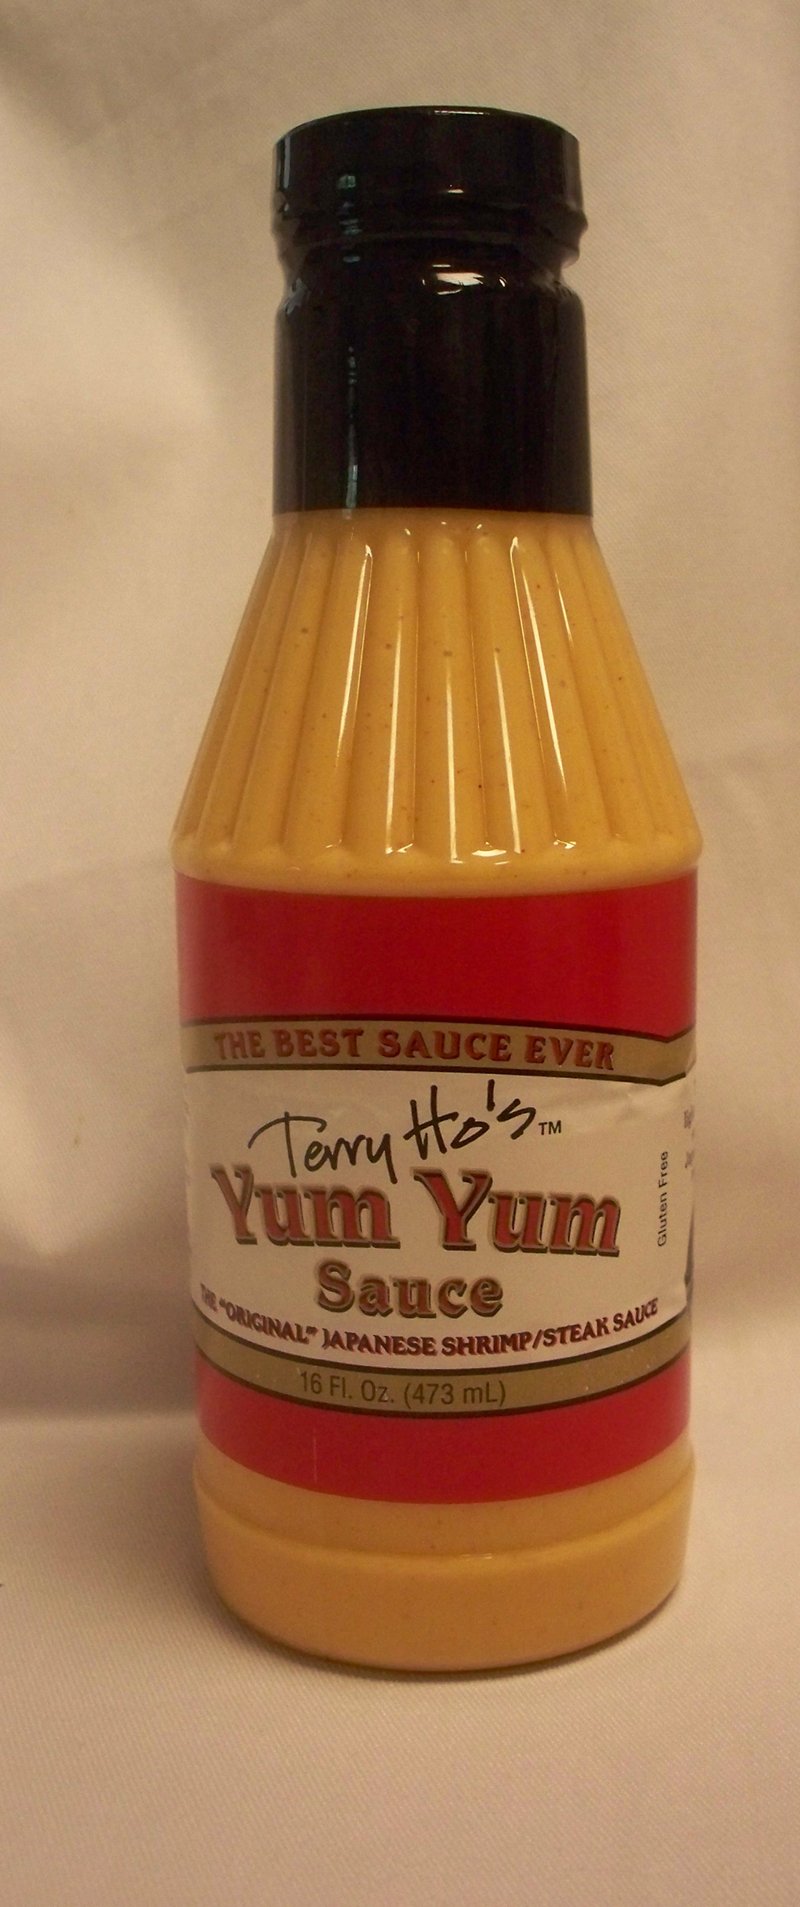 THE BEST SAUCE EVER
Terry Ho's™
Yum Yum
Sauce
THE "ORIGINAL" JAPANESE SHRIMP/STEAK SAUCE
16 Fl. Oz. (473 mL)
Gluten Free